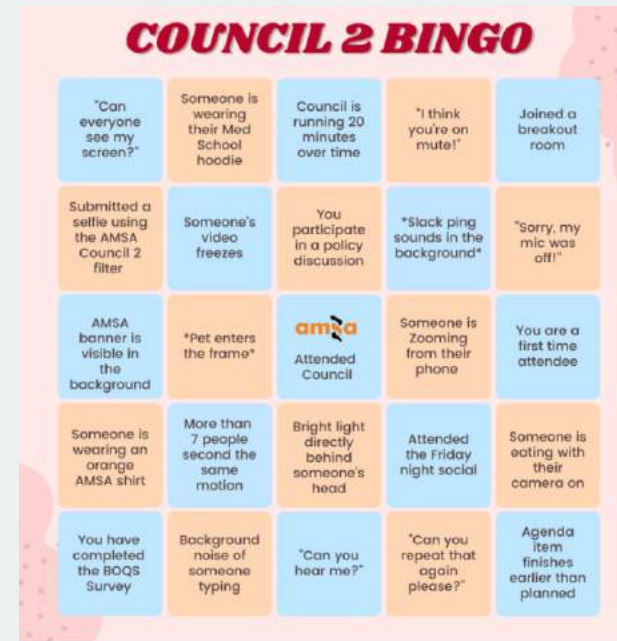 COUNCIL 2 BINGO
"Can
everyone
see my
screen?"
Someone is
wearing
their Med
School
hoodie
Council is
running 20
minutes
over time
"I think
you're on
mute!"
Joined a
breakout
room
Submitted a
selfie using
the AMSA
Council 2
filter
Someone's
video
freezes
You
participate
in a policy
discussion
*Slack ping
sounds in the
background*
"Sorry, my
mic was
off!"
AMSA
banner is
visible in
the
background
*Pet enters
the frame*
amsa
Attended
Council
Someone is
Zooming
from their
phone
You are a
first time
attendee
Someone is
wearing an
orange
AMSA shirt
More than
7 people
second the
same
motion
Bright light
directly
behind
someone's
head
Attended
the Friday
night social
Someone is
eating with
their
camera on
You have
completed
the BOQS
Survey
Background
noise of
someone
typing
"Can you
hear me?"
"Can you
repeat that
again
please?"
Agenda
item
finishes
earlier than
planned